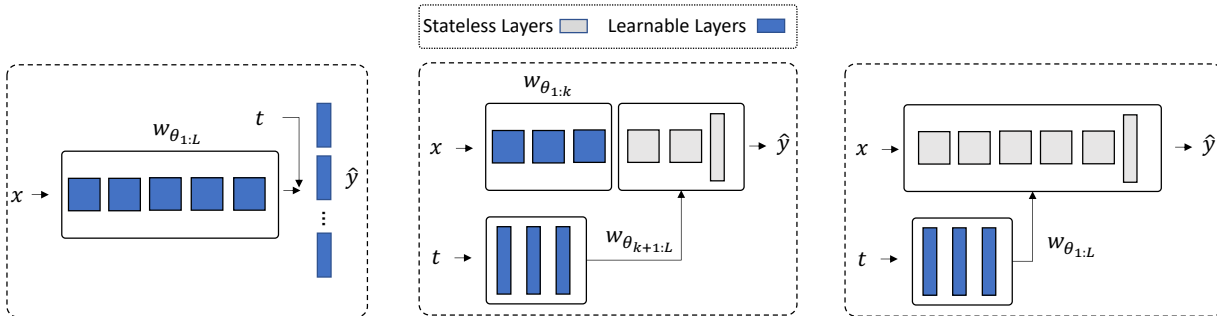 Stateless Layers Learnable Layers
w_{θ_{1:L}}
t
x
ŷ
...
w_{θ_{1:k}}
x
ŷ
t
w_{θ_{k+1:L}}
x
ŷ
t
w_{θ_{1:L}}